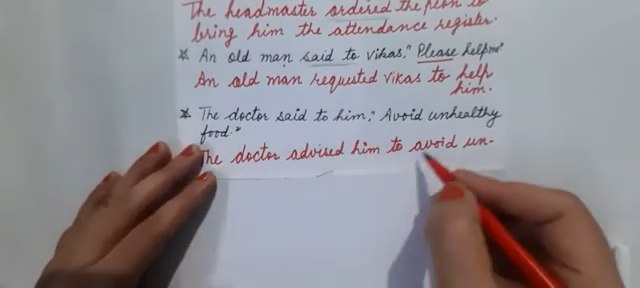 The headmaster ordered the peon to
bring him the attendance register.
* An old man said to vikas," Please help me"
An old man requested vikas to help
him.
* The doctor said to him," Avoid unhealthy
food."
The doctor advised him to avoid un-